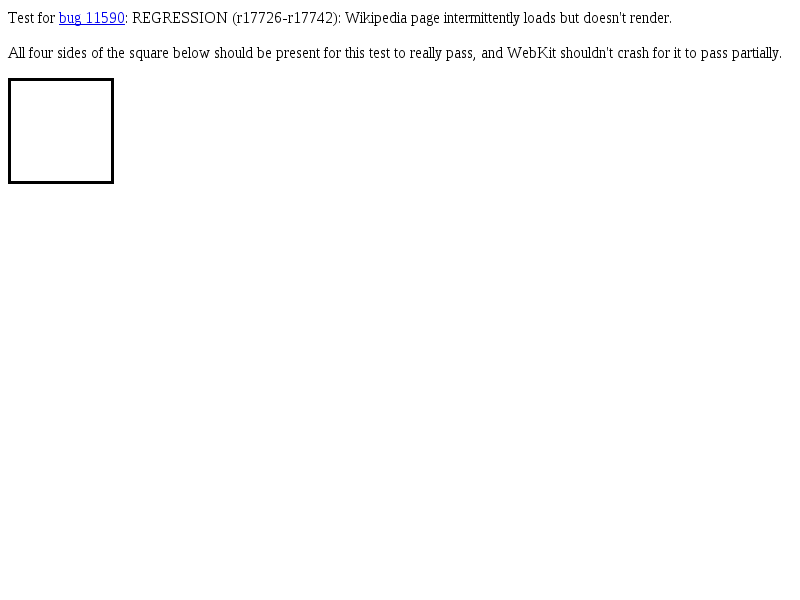 Test for bug 11590: REGRESSION (r17726-r17742): Wikipedia page intermittently loads but doesn't render.
All four sides of the square below should be present for this test to really pass, and WebKit shouldn't crash for it to pass partially.